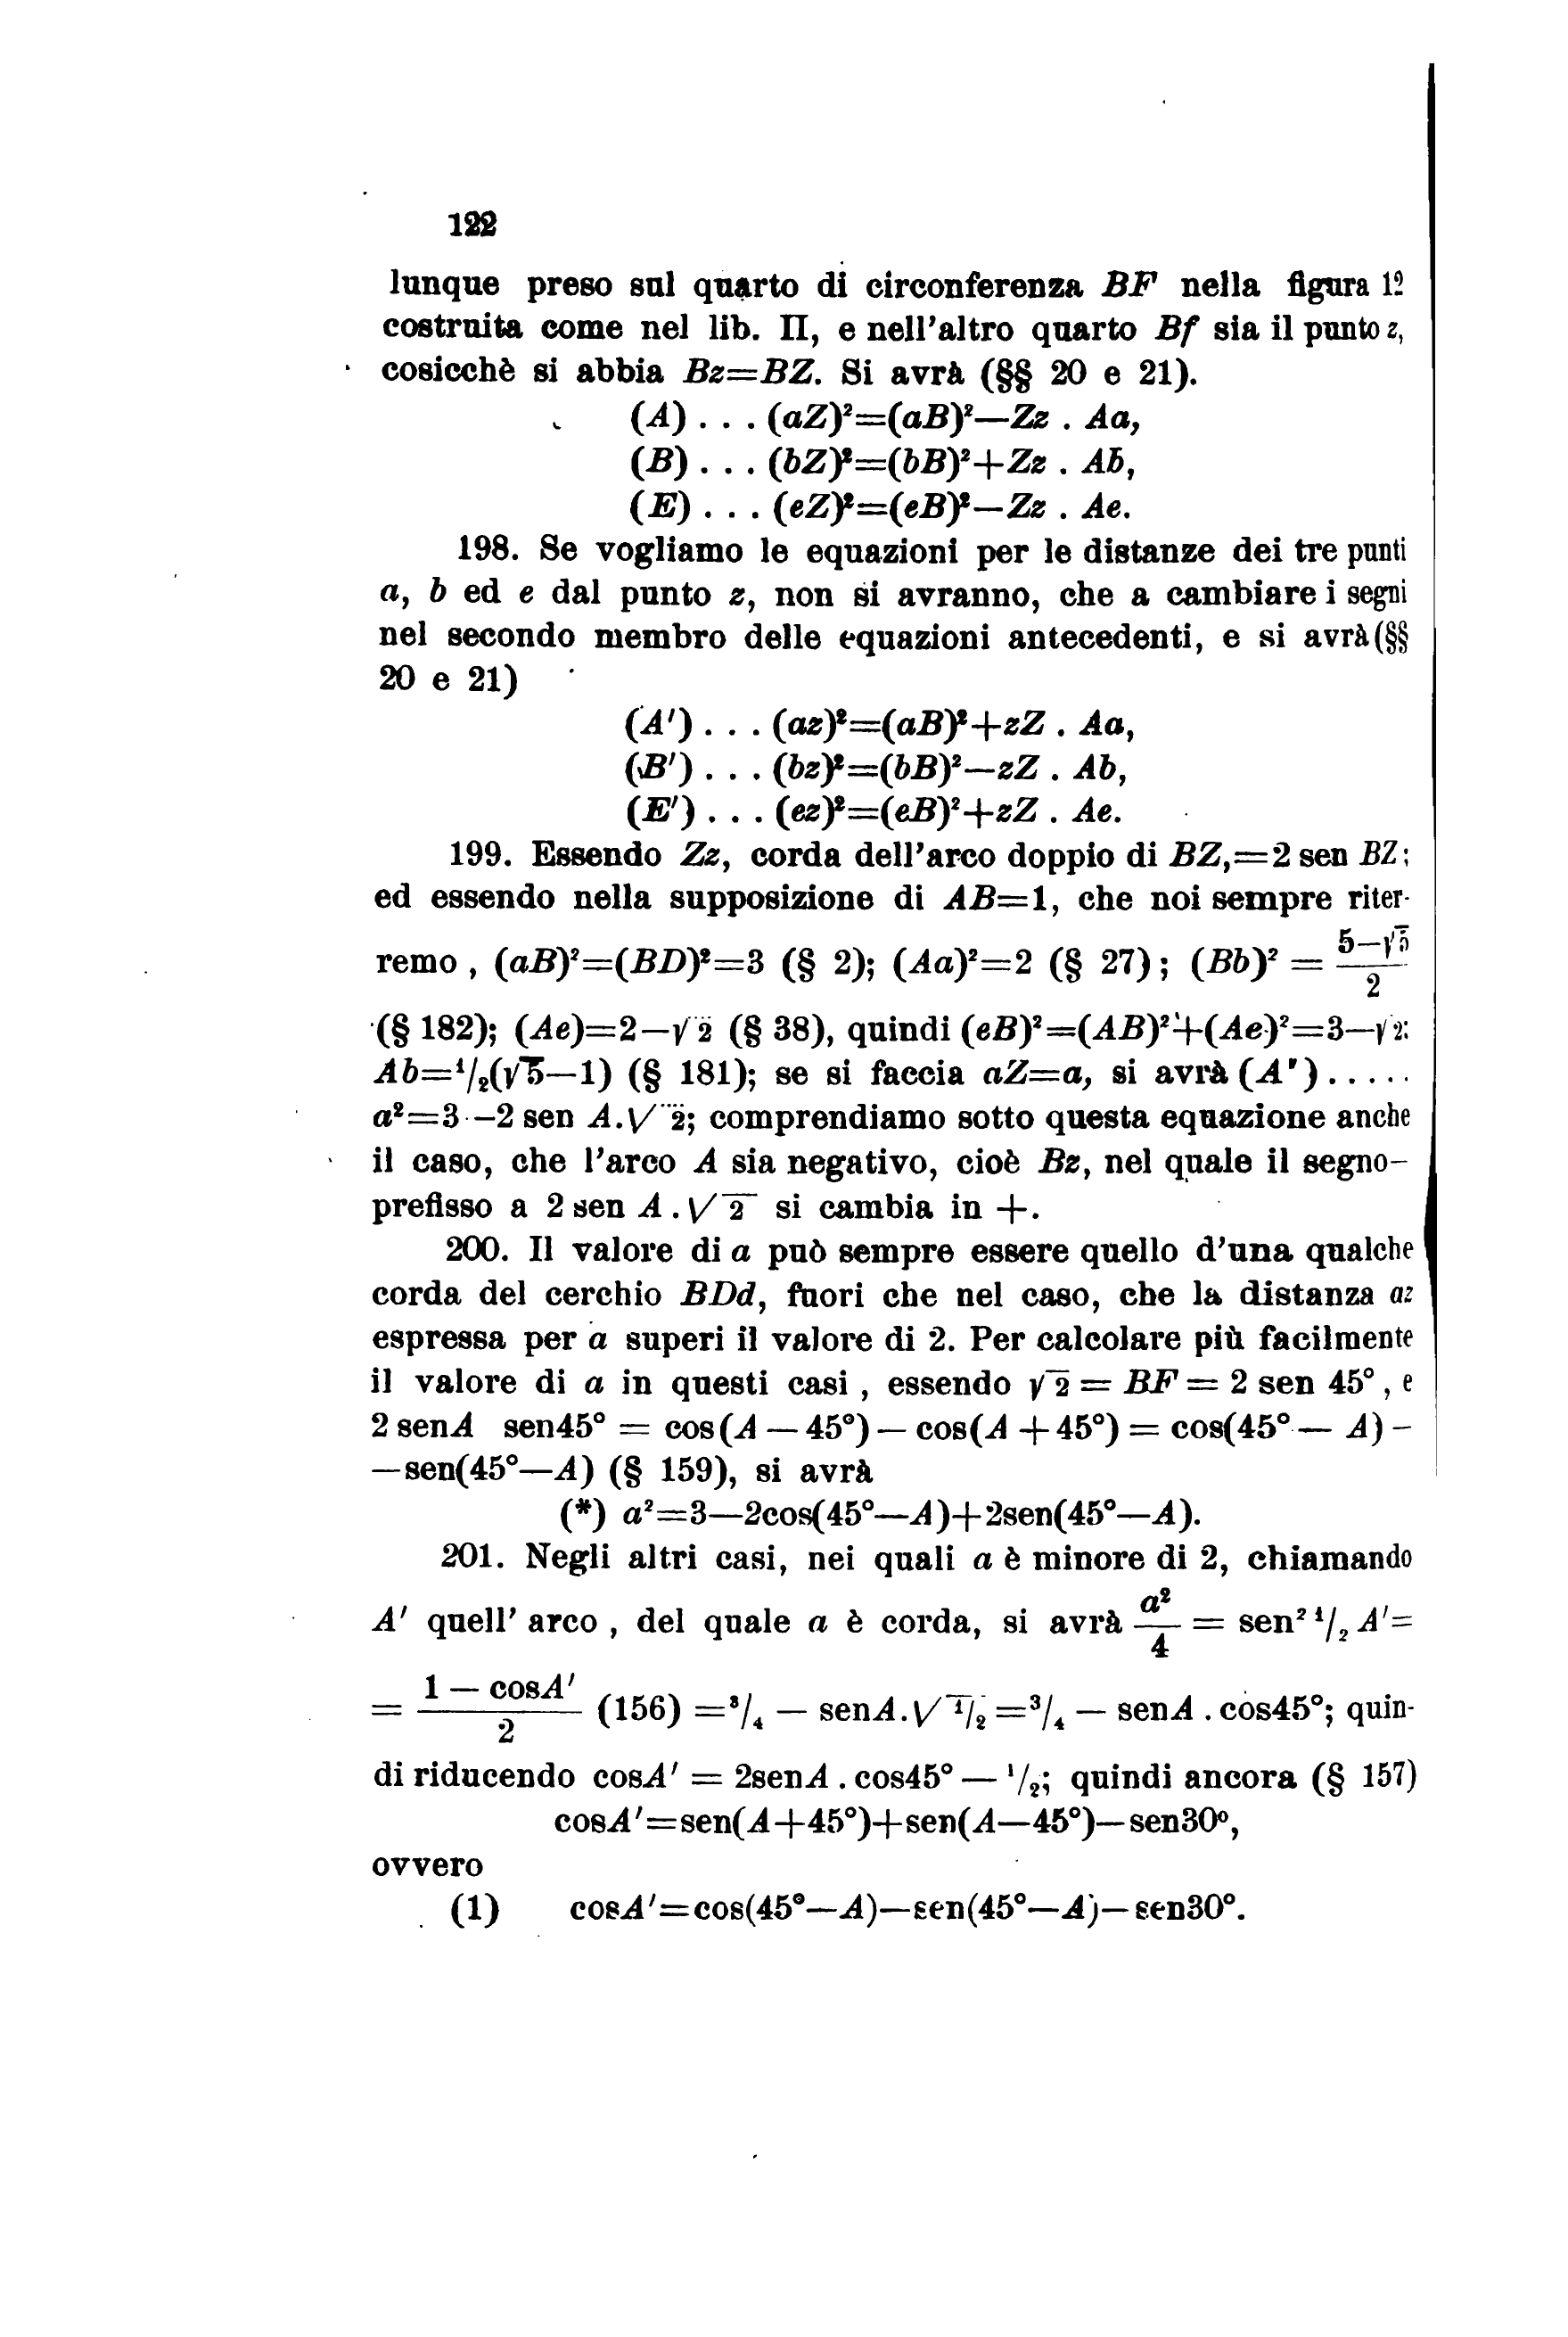 122
lunque preso sul quarto di circonferenza BF nella figura 1ª
costruita come nel lib. II, e nell'altro quarto Bf sia il punto z,
cosicchè si abbia Bz=BZ. Si avrà (§§ 20 e 21).
(A) . . . (aZ)²=(aB)²—Zz . Aa,
(B) . . . (bZ)²=(bB)²+Zz . Ab,
(E) . . . (eZ)²=(eB)²—Zz . Ae.
198. Se vogliamo le equazioni per le distanze dei tre punti
a, b ed e dal punto z, non si avranno, che a cambiare i segni
nel secondo membro delle equazioni antecedenti, e si avrà (§§
20 e 21)
(A') . . . (az)²=(aB)²+zZ . Aa,
(B') . . . (bz)²=(bB)²—zZ . Ab,
(E') . . . (ez)²=(eB)²+zZ . Ae.
199. Essendo Zz, corda dell'arco doppio di BZ,=2 sen BZ;
ed essendo nella supposizione di AB=1, che noi sempre riter-
remo, (aB)²=(BD)²=3 (§ 2); (Aa)²=2 (§ 27); (Bb)² = (5—√5)/2
(§ 182); (Ae)=2—√2 (§ 38), quindi (eB)²=(AB)²+(Ae)²=3—√2:
Ab=¹/₂(√5—1) (§ 181); se si faccia aZ=a, si avrà (A") . . . . .
a²=3—2 sen A.√2; comprendiamo sotto questa equazione anche
il caso, che l'arco A sia negativo, cioè Bz, nel quale il segno—
prefisso a 2 sen A . √2 si cambia in +.
200. Il valore di a può sempre essere quello d'una qualche
corda del cerchio BDd, fuori che nel caso, che la distanza az
espressa per a superi il valore di 2. Per calcolare più facilmente
il valore di a in questi casi, essendo √2 = BF = 2 sen 45°, e
2 senA sen45° = cos(A — 45°) — cos(A + 45°) = cos(45° — A) —
—sen(45°—A) (§ 159), si avrà
(*) a²=3—2cos(45°—A)+2sen(45°—A).
201. Negli altri casi, nei quali a è minore di 2, chiamando
A' quell' arco, del quale a è corda, si avrà a²/4 = sen² ¹/₂ A'=
= (1 — cosA')/2 (156) =³/₄ — senA.√¹/₂ =³/₄ — senA . cos45°; quin-
di riducendo cosA' = 2senA . cos45° — ¹/₂; quindi ancora (§ 157)
cosA'=sen(A+45°)+sen(A—45°)—sen30°,
ovvero
(1) cosA'=cos(45°—A)—sen(45°—A)—sen30°.